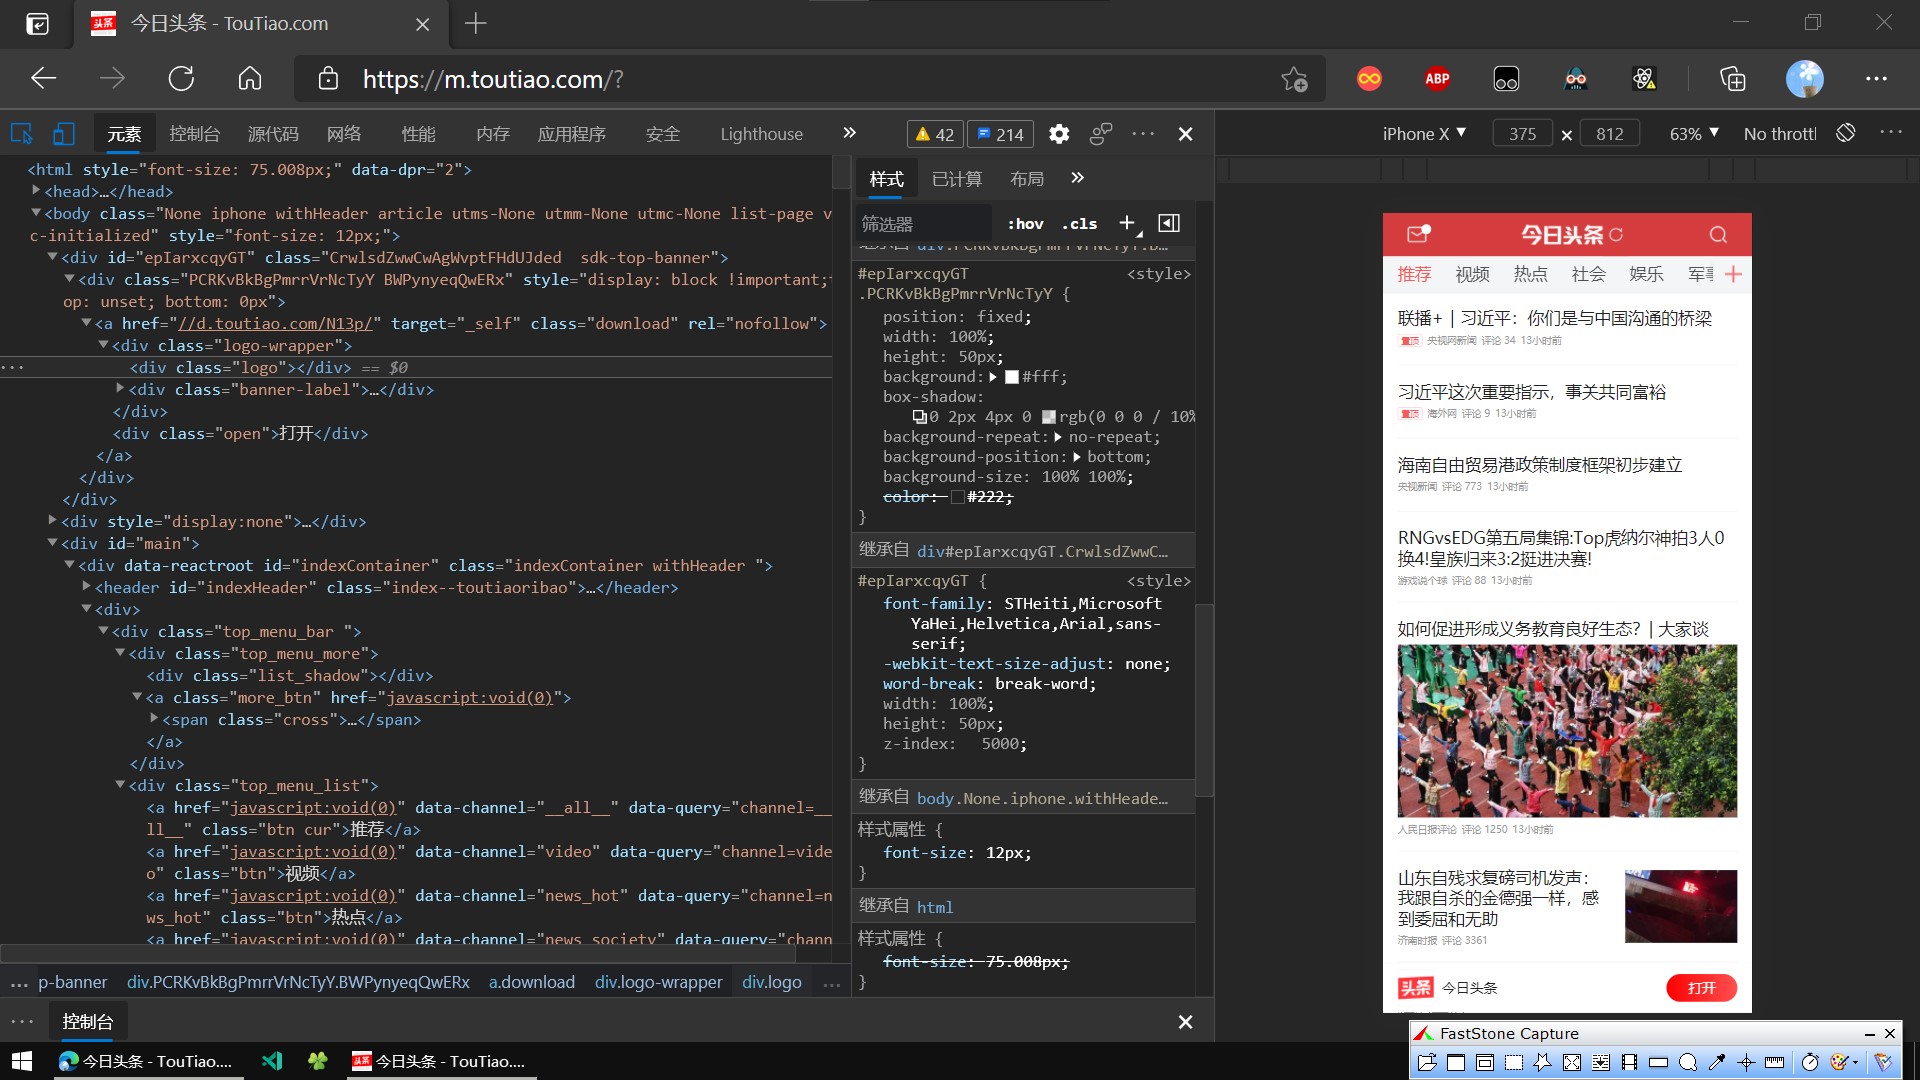 今日头条 - TouTiao.com
https://m.toutiao.com/?
ABP
元素 控制台 源代码 网络 性能 内存 应用程序 安全 Lighthouse
42 214
<html style="font-size: 75.008px;" data-dpr="2">
<head>…</head>
<body class="None iphone withHeader article utms-None utmm-None utmc-None list-page v
c-initialized" style="font-size: 12px;">
<div id="epIarxcqyGT" class="CrwlsdZwwCwAgWvptFHdUJded  sdk-top-banner">
<div class="PCRKvBkBgPmrrVrNcTyY BWPynyeqQwERx" style="display: block !important;t
op: unset; bottom: 0px">
<a href="//d.toutiao.com/N13p/" target="_self" class="download" rel="nofollow">
<div class="logo-wrapper">
<div class="logo"></div> == $0
<div class="banner-label">…</div>
</div>
<div class="open">打开</div>
</a>
</div>
</div>
<div style="display:none">…</div>
<div id="main">
<div data-reactroot id="indexContainer" class="indexContainer withHeader ">
<header id="indexHeader" class="index--toutiaoribao">…</header>
<div>
<div class="top_menu_bar ">
<div class="top_menu_more">
<div class="list_shadow"></div>
<a class="more_btn" href="javascript:void(0)">
<span class="cross">…</span>
</a>
</div>
<div class="top_menu_list">
<a href="javascript:void(0)" data-channel="__all__" data-query="channel=__
ll__" class="btn cur">推荐</a>
<a href="javascript:void(0)" data-channel="video" data-query="channel=vide
o" class="btn">视频</a>
<a href="javascript:void(0)" data-channel="news_hot" data-query="channel=n
ws_hot" class="btn">热点</a>
<a href="javascript:void(0)" data-channel="news_society" data-query="chann
... p-banner div.PCRKvBkBgPmrrVrNcTyY.BWPynyeqQwERx a.download div.logo-wrapper div.logo ...
控制台
样式 已计算 布局
筛选器 :hov .cls
继承自 div.PCRKvBkBgPmrrVrNcTyY.B…
#epIarxcqyGT <style>
.PCRKvBkBgPmrrVrNcTyY {
position: fixed;
width: 100%;
height: 50px;
background: #fff;
box-shadow:
0 2px 4px 0 rgb(0 0 0 / 10%
background-repeat: no-repeat;
background-position: bottom;
background-size: 100% 100%;
color: #222;
}
继承自 div#epIarxcqyGT.CrwlsdZwwC…
#epIarxcqyGT { <style>
font-family: STHeiti,Microsoft
YaHei,Helvetica,Arial,sans-
serif;
-webkit-text-size-adjust: none;
word-break: break-word;
width: 100%;
height: 50px;
z-index:  5000;
}
继承自 body.None.iphone.withHeade…
样式属性 {
font-size: 12px;
}
继承自 html
样式属性 {
font-size: 75.008px;
}
iPhone X 375 × 812 63% No thrott
今日头条
推荐 视频 热点 社会 娱乐 军事
联播+ | 习近平：你们是与中国沟通的桥梁
置顶 央视网新闻 评论 34 13小时前
习近平这次重要指示，事关共同富裕
置顶 海外网 评论 9 13小时前
海南自由贸易港政策制度框架初步建立
央视新闻 评论 773 13小时前
RNGvsEDG第五局集锦:Top虎纳尔神拍3人0
换4!皇族归来3:2挺进决赛!
游戏说个球 评论 88 13小时前
如何促进形成义务教育良好生态? | 大家谈
人民日报评论 评论 1250 13小时前
山东自残求复磅司机发声：
我跟自杀的金德强一样，感
到委屈和无助
济南时报 评论 3361
头条 今日头条 打开
FastStone Capture
今日头条 - TouTiao.... 今日头条 - TouTiao....